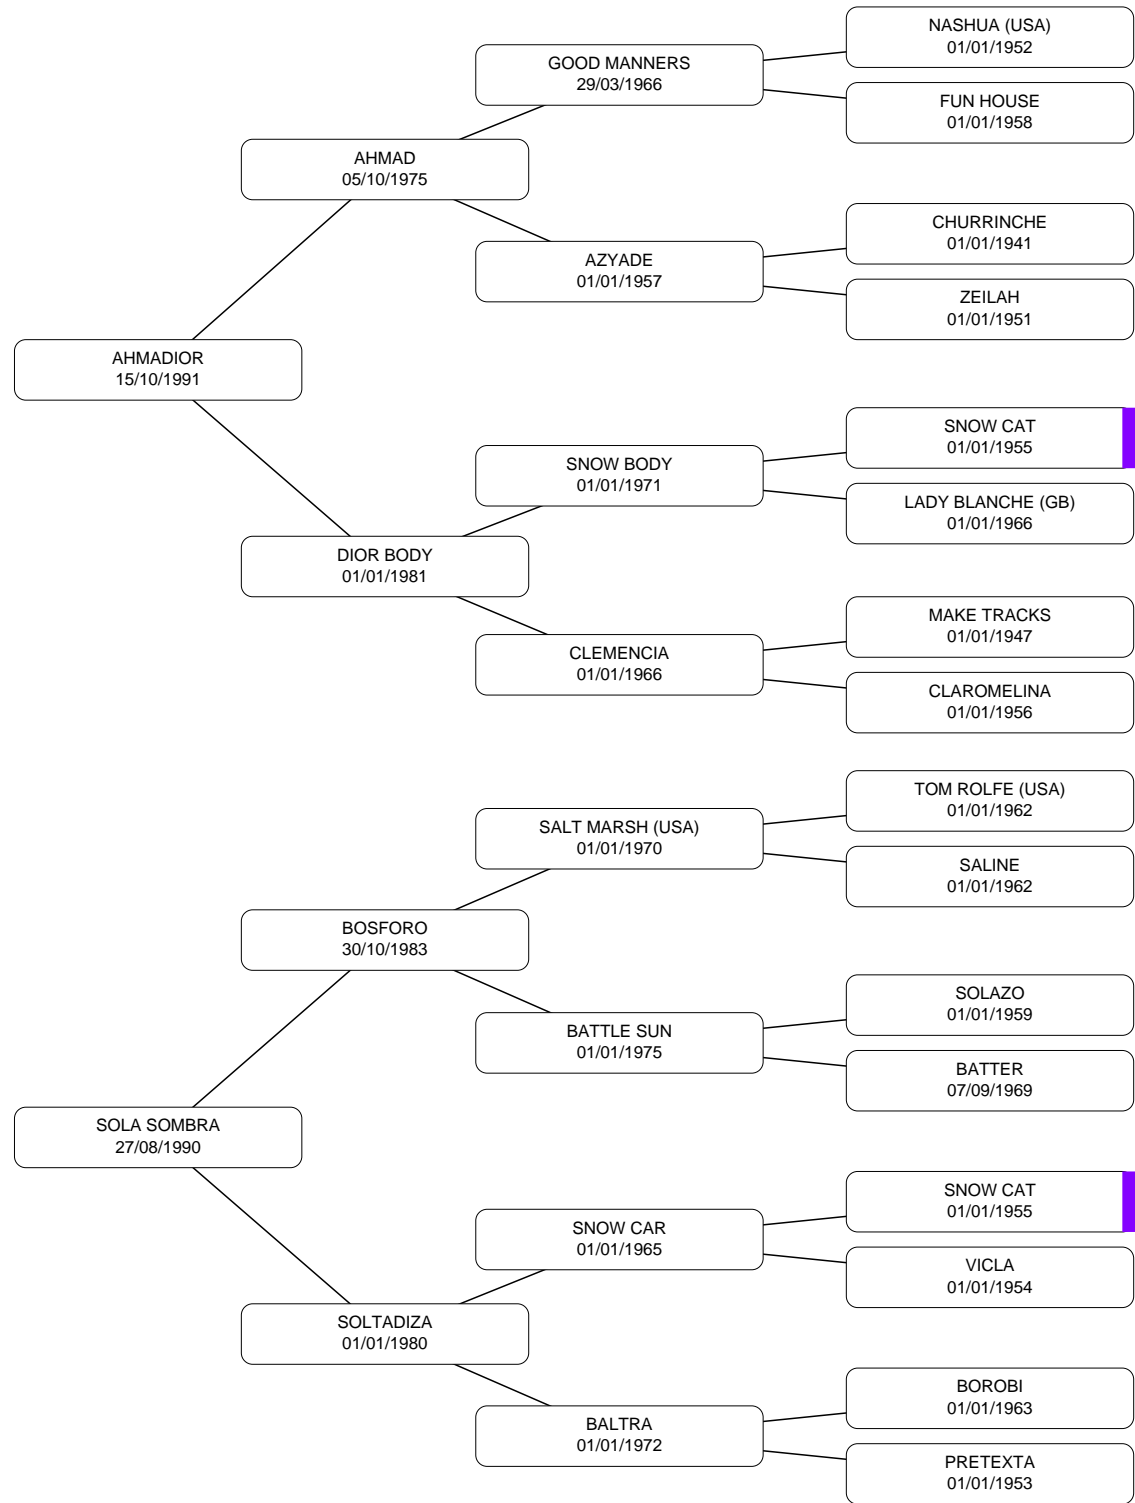 NASHUA (USA)
01/01/1952
GOOD MANNERS
29/03/1966
FUN HOUSE
01/01/1958
AHMAD
05/10/1975
CHURRINCHE
01/01/1941
AZYADE
01/01/1957
ZEILAH
01/01/1951
AHMADIOR
15/10/1991
SNOW CAT
01/01/1955
SNOW BODY
01/01/1971
LADY BLANCHE (GB)
01/01/1966
DIOR BODY
01/01/1981
MAKE TRACKS
01/01/1947
CLEMENCIA
01/01/1966
CLAROMELINA
01/01/1956
TOM ROLFE (USA)
01/01/1962
SALT MARSH (USA)
01/01/1970
SALINE
01/01/1962
BOSFORO
30/10/1983
SOLAZO
01/01/1959
BATTLE SUN
01/01/1975
BATTER
07/09/1969
SOLA SOMBRA
27/08/1990
SNOW CAT
01/01/1955
SNOW CAR
01/01/1965
VICLA
01/01/1954
SOLTADIZA
01/01/1980
BOROBI
01/01/1963
BALTRA
01/01/1972
PRETEXTA
01/01/1953